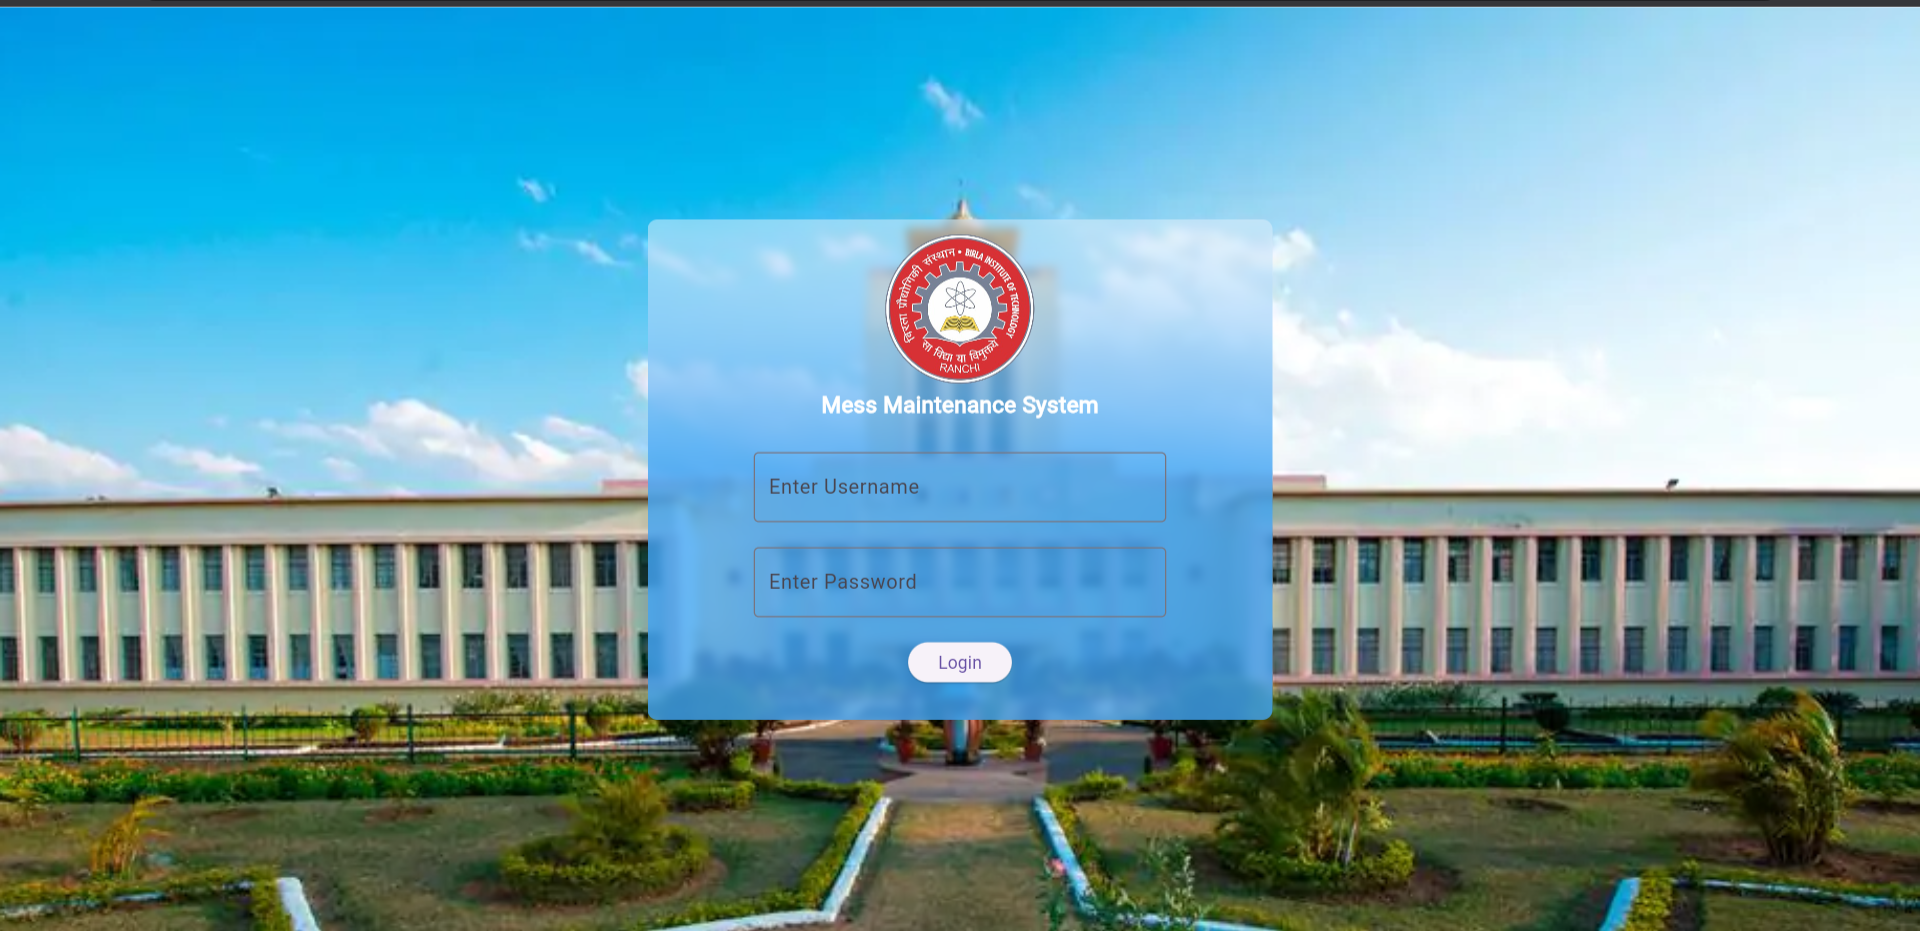 बिरला प्रौद्योगिकी संस्थान • BIRLA INSTITUTE OF TECHNOLOGY
सा विद्या या विमुक्तये
RANCHI
Mess Maintenance System
Enter Username
Enter Password
Login